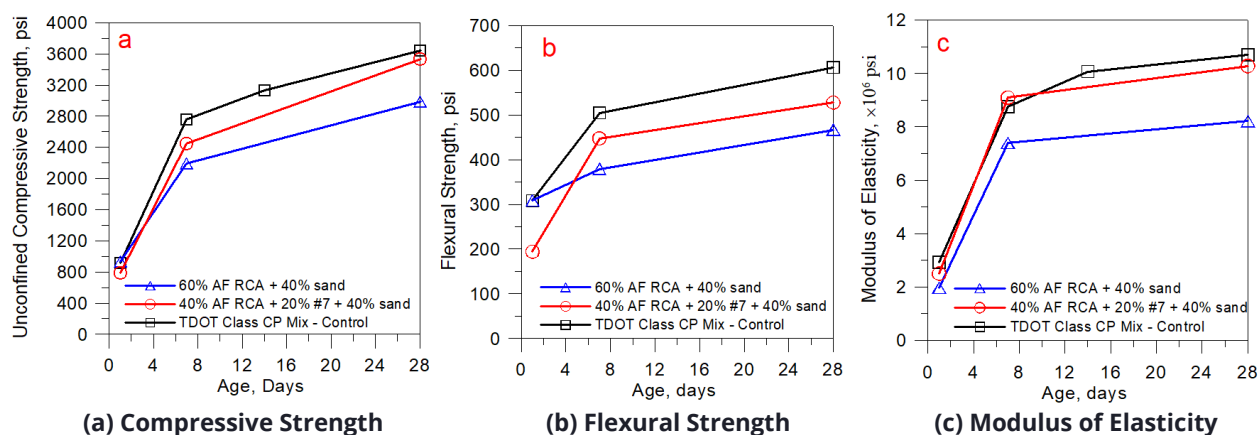 a
Unconfined Compressive Strength, psi
4000
3600
3200
2800
2400
2000
1600
1200
800
400
0
60% AF RCA + 40% sand
40% AF RCA + 20% #7 + 40% sand
TDOT Class CP Mix - Control
0 4 8 12 16 20 24 28
Age, Days
(a) Compressive Strength
b
Flexural Strength, psi
700
600
500
400
300
200
100
0
60% AF RCA + 40% sand
40% AF RCA + 20% #7 + 40% sand
TDOT Class CP Mix - Control
0 4 8 12 16 20 24 28
Age, days
(b) Flexural Strength
c
Modulus of Elasticity, ×10⁶ psi
12
10
8
6
4
2
0
60% AF RCA + 40% sand
40% AF RCA + 20% #7 + 40% sand
TDOT Class CP Mix - Control
0 4 8 12 16 20 24 28
Age, days
(c) Modulus of Elasticity